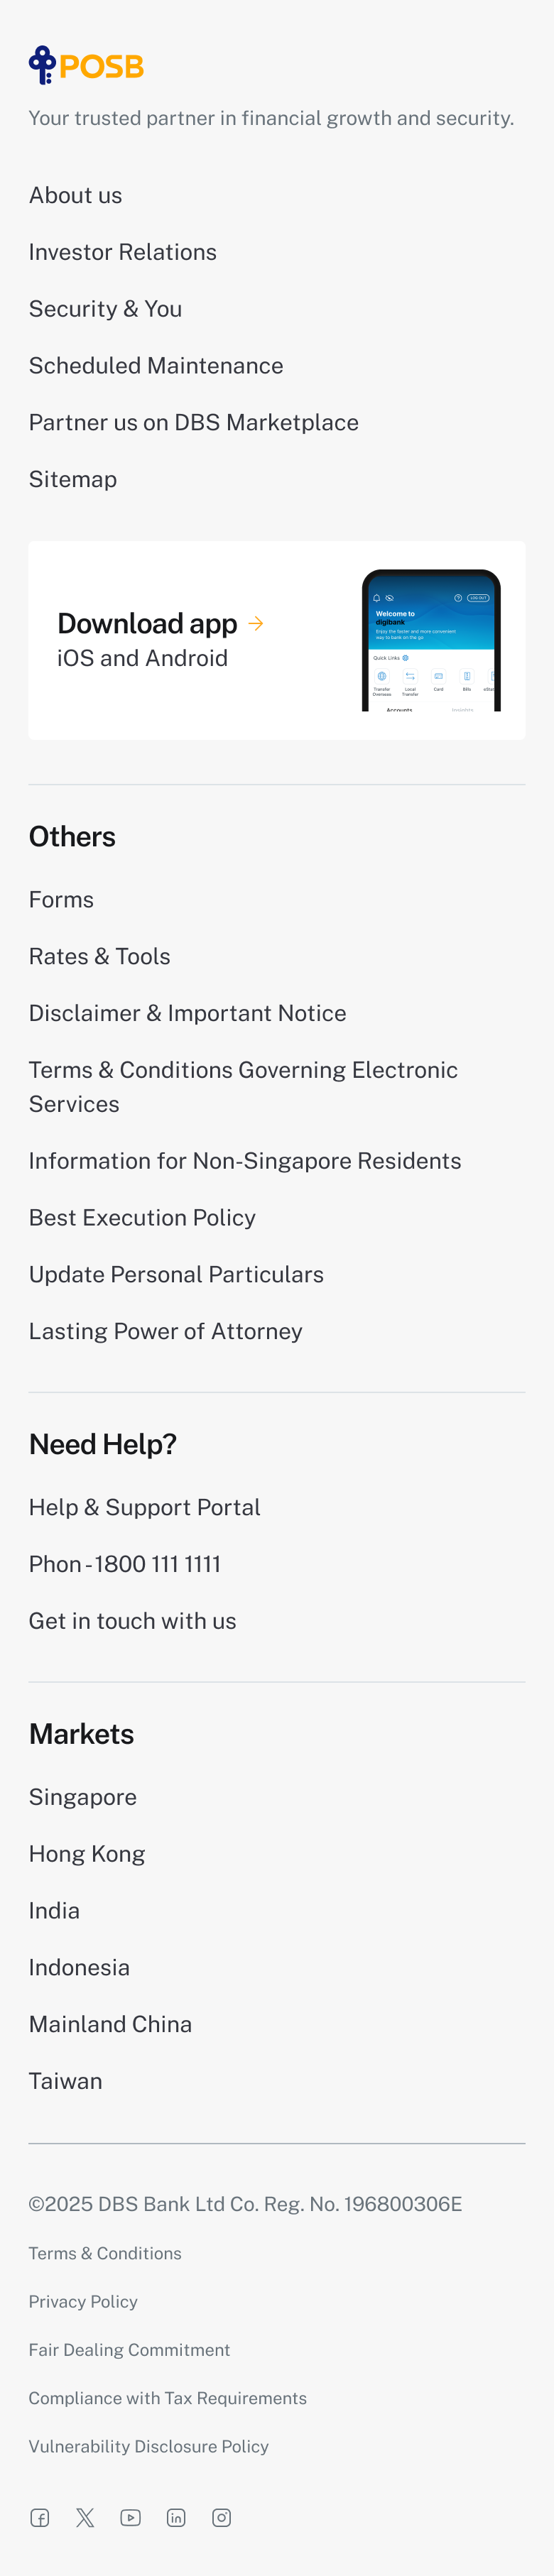 POSB
Your trusted partner in financial growth and security.
About us
Investor Relations
Security & You
Scheduled Maintenance
Partner us on DBS Marketplace
Sitemap
Download app
iOS and Android
LOG OUT
Welcome to
digibank
Enjoy the faster and more convenient
way to bank on the go
Quick Links
Transfer
Overseas
Local
Transfer
Card
Bills
Accounts
Others
Forms
Rates & Tools
Disclaimer & Important Notice
Terms & Conditions Governing Electronic
Services
Information for Non-Singapore Residents
Best Execution Policy
Update Personal Particulars
Lasting Power of Attorney
Need Help?
Help & Support Portal
Phon - 1800 111 1111
Get in touch with us
Markets
Singapore
Hong Kong
India
Indonesia
Mainland China
Taiwan
©2025 DBS Bank Ltd Co. Reg. No. 196800306E
Terms & Conditions
Privacy Policy
Fair Dealing Commitment
Compliance with Tax Requirements
Vulnerability Disclosure Policy